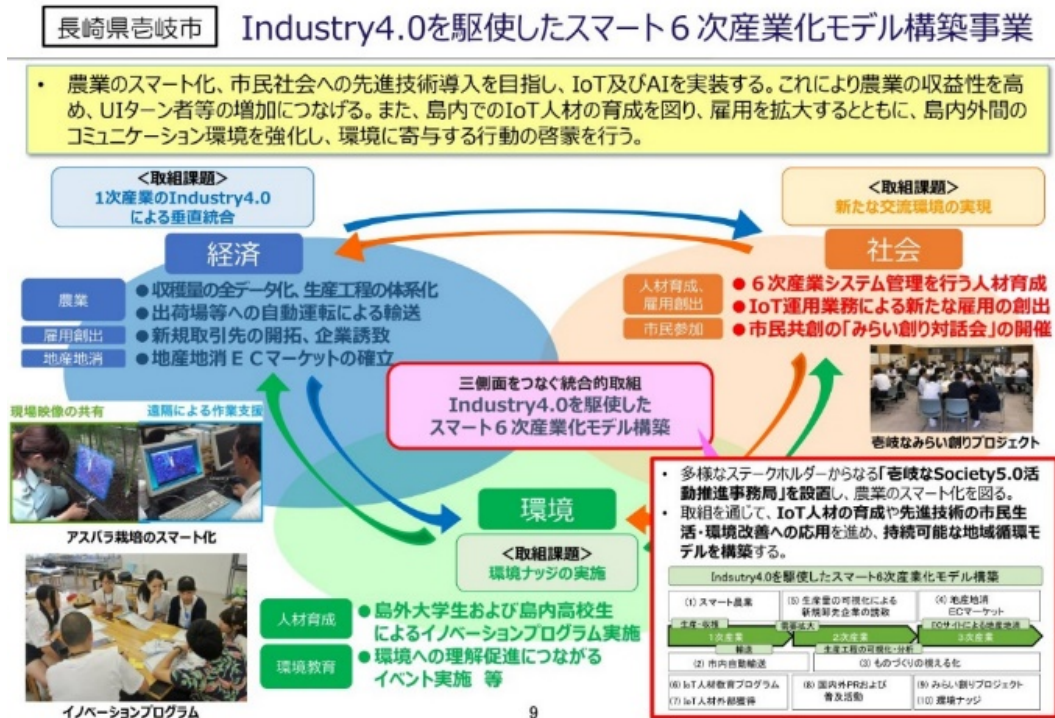 長崎県壱岐市
Industry4.0を駆使したスマート6次産業化モデル構築事業
• 農業のスマート化、市民社会への先進技術導入を目指し、IoT及びAIを実装する。これにより農業の収益性を高
め、UIターン者等の増加につなげる。また、島内でのIoT人材の育成を図り、雇用を拡大するとともに、島内外間の
コミュニケーション環境を強化し、環境に寄与する行動の啓蒙を行う。
<取組課題>
1次産業のIndustry4.0
による垂直統合
経済
農業
●収穫量の全データ化、生産工程の体系化
●出荷場等への自動運転による輸送
雇用創出
●新規取引先の開拓、企業誘致
地産地消
●地産地消ECマーケットの確立
<取組課題>
新たな交流環境の実現
社会
人材育成、
雇用創出
●6次産業システム管理を行う人材育成
●IoT運用業務による新たな雇用の創出
市民参加
●市民共創の「みらい創り対話会」の開催
三側面をつなぐ統合的取組
Industry4.0を駆使した
スマート6次産業化モデル構築
現場映像の共有
遠隔による作業支援
アスパラ栽培のスマート化
壱岐なみらい創りプロジェクト
環境
<取組課題>
環境ナッジの実施
人材育成
●島外大学生および島内高校生
によるイノベーションプログラム実施
環境教育
●環境への理解促進につながる
イベント実施 等
イノベーションプログラム
• 多様なステークホルダーからなる「壱岐なSociety5.0活
動推進事務局」を設置し、農業のスマート化を図る。
• 取組を通じて、IoT人材の育成や先進技術の市民生
活・環境改善への応用を進め、持続可能な地域循環モ
デルを構築する。
Indsutry4.0を駆使したスマート6次産業化モデル構築
(1) スマート農業
(5) 生産量の可視化による
新規卸先企業の誘致
(4) 地産地消
ECマーケット
生産・収穫
需要拡大
ECサイトによる地産地消
1次産業
2次産業
3次産業
輸送
生産工程の可視化・分析
(2) 市内自動輸送
(3) ものづくりの視える化
(6) IoT人材教育プログラム
(7) IoT人材外部獲得
(8) 国内外PRおよび
普及活動
(9) みらい創りプロジェクト
(10) 環境ナッジ
9